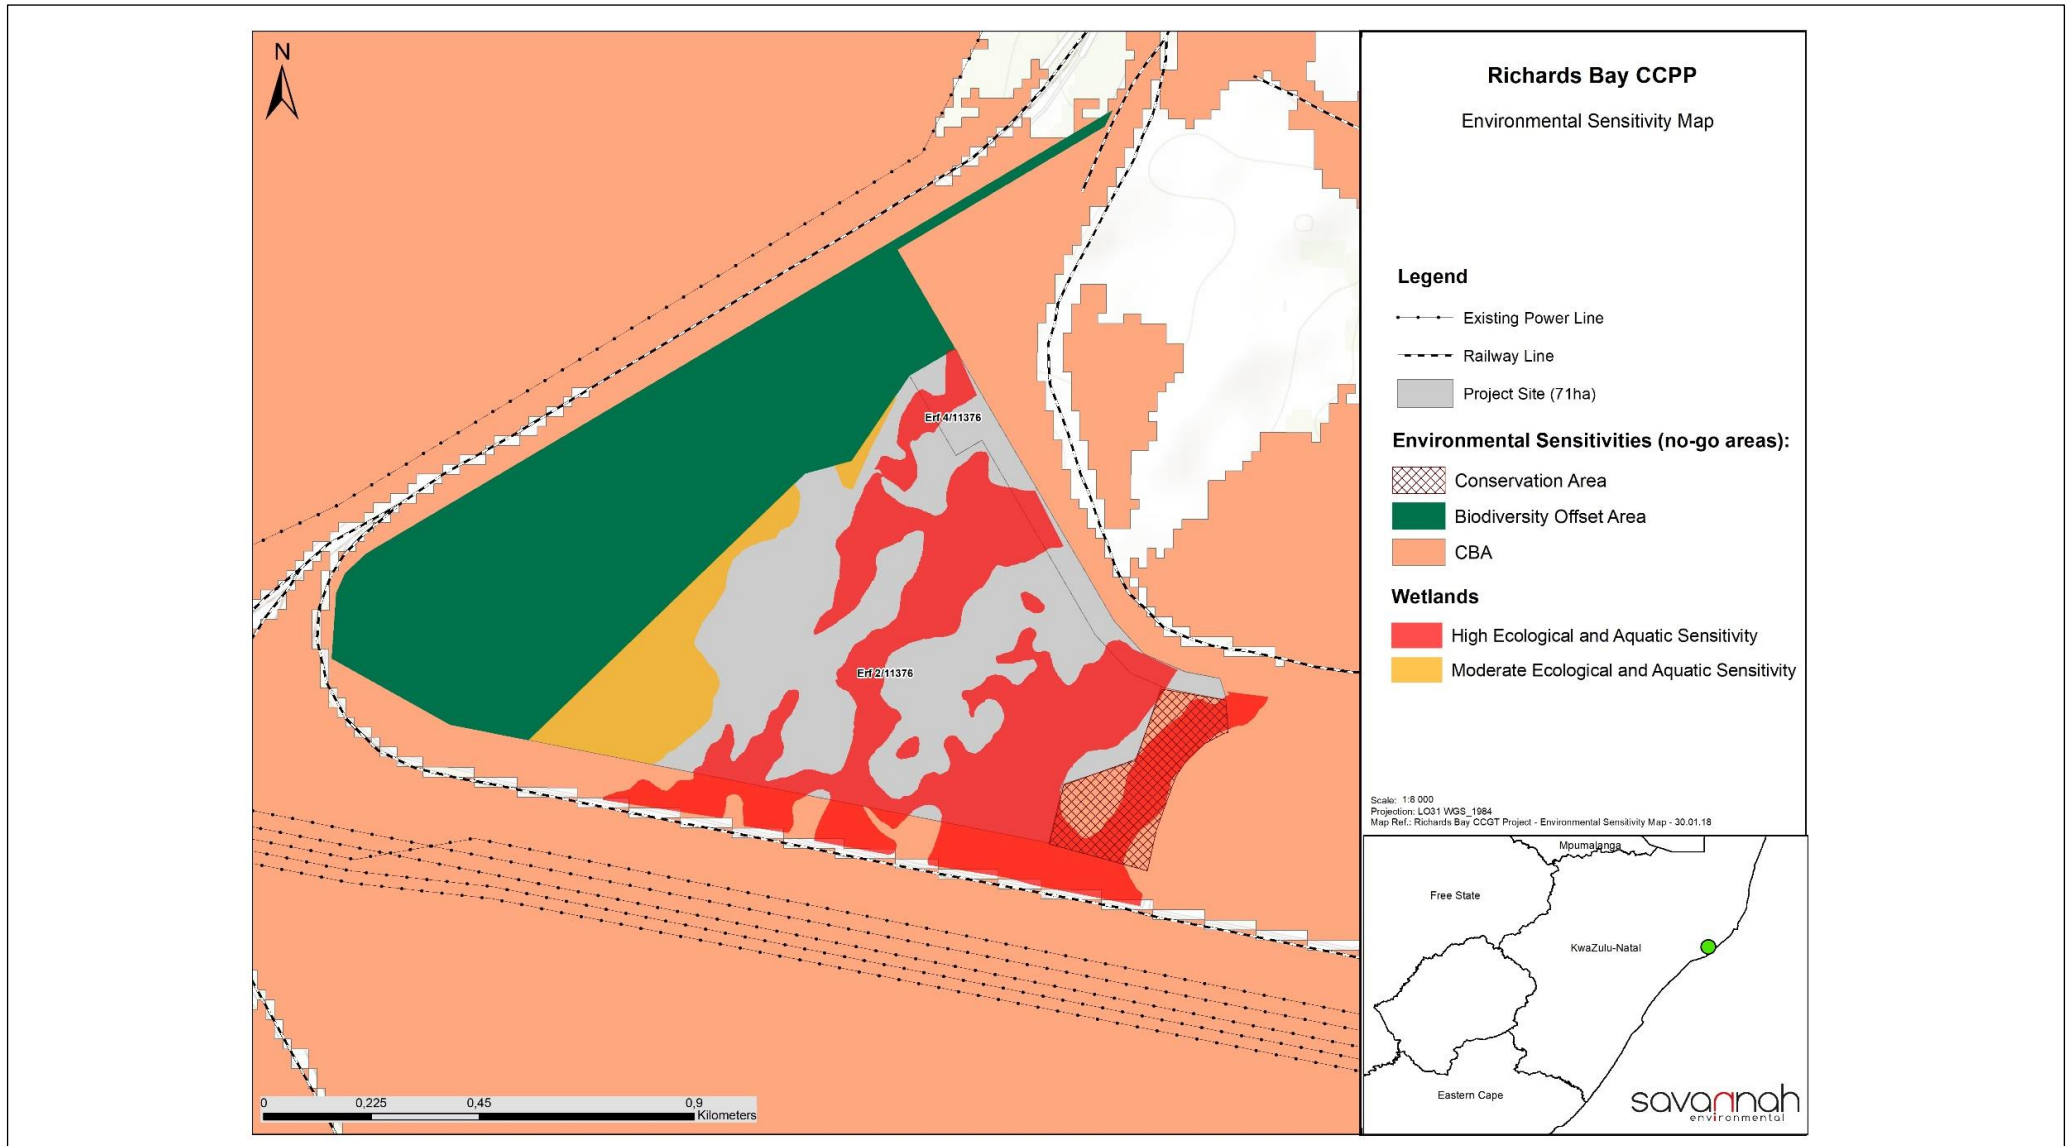 N
Erf 4/11376
Erf 2/11376
0 0,225 0,45 0,9
Kilometers
Richards Bay CCPP
Environmental Sensitivity Map
Legend
Existing Power Line
Railway Line
Project Site (71ha)
Environmental Sensitivities (no-go areas):
Conservation Area
Biodiversity Offset Area
CBA
Wetlands
High Ecological and Aquatic Sensitivity
Moderate Ecological and Aquatic Sensitivity
Scale: 1:8 000
Projection: LO31 WGS_1984
Map Ref.: Richards Bay CCGT Project - Environmental Sensitivity Map - 30.01.18
Mpumalanga
Free State
KwaZulu-Natal
Eastern Cape
savannah
environmental